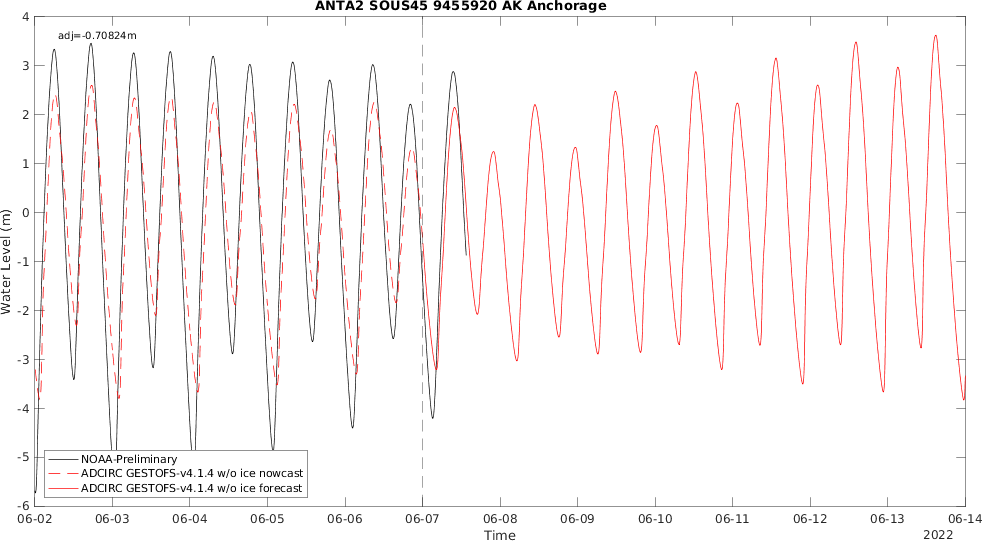 ANTA2 SOUS45 9455920 AK Anchorage
adj=-0.70824m
4
3
2
1
0
-1
-2
-3
-4
-5
-6
Water Level (m)
NOAA-Preliminary
ADCIRC GESTOFS-v4.1.4 w/o ice nowcast
ADCIRC GESTOFS-v4.1.4 w/o ice forecast
06-02 06-03 06-04 06-05 06-06 06-07 06-08 06-09 06-10 06-11 06-12 06-13 06-14
Time
2022